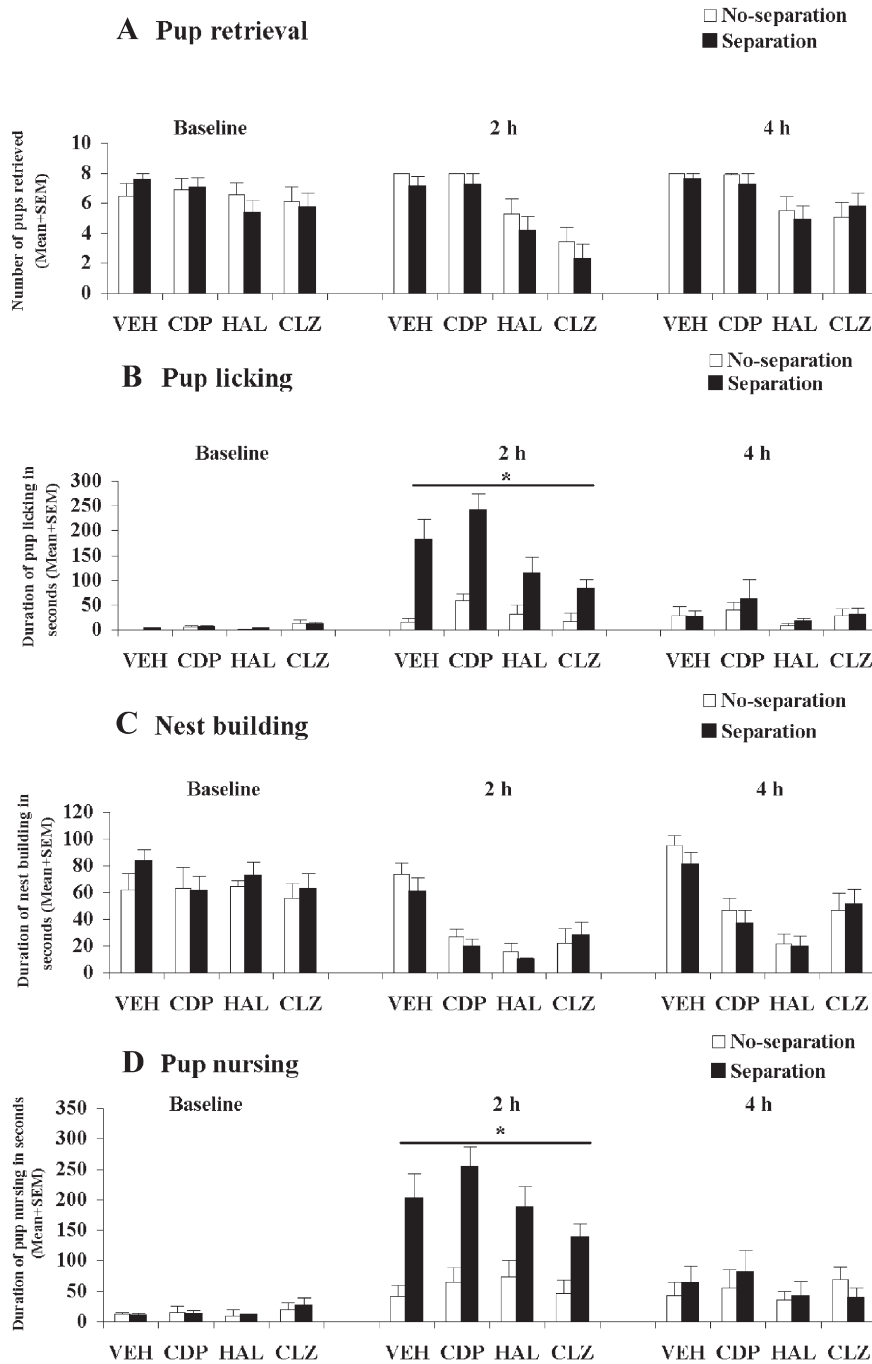 A Pup retrieval
No-separation
Separation
Baseline
2 h
4 h
Number of pups retrieved
(Mean+SEM)
10
8
6
4
2
0
VEH CDP HAL CLZ
VEH CDP HAL CLZ
VEH CDP HAL CLZ
B Pup licking
No-separation
Separation
Baseline
2 h
4 h
*
Duration of pup licking in
seconds (Mean+SEM)
300
250
200
150
100
50
0
VEH CDP HAL CLZ
VEH CDP HAL CLZ
VEH CDP HAL CLZ
C Nest building
No-separation
Separation
Baseline
2 h
4 h
Duration of nest building in
seconds (Mean+SEM)
120
100
80
60
40
20
0
VEH CDP HAL CLZ
VEH CDP HAL CLZ
VEH CDP HAL CLZ
D Pup nursing
No-separation
Separation
Baseline
2 h
4 h
*
Duration of pup nursing in seconds
(Mean+SEM)
350
300
250
200
150
100
50
0
VEH CDP HAL CLZ
VEH CDP HAL CLZ
VEH CDP HAL CLZ